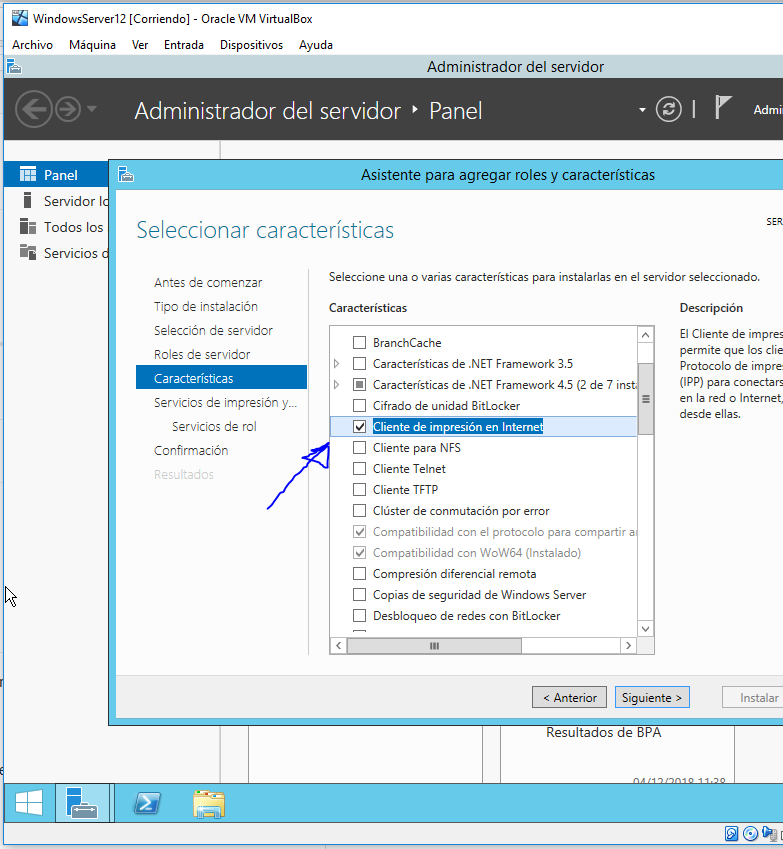 WindowsServer12 [Corriendo] - Oracle VM VirtualBox
Archivo Máquina Ver Entrada Dispositivos Ayuda
Administrador del servidor
Administrador del servidor Panel
Panel
Servidor
Todos los
Servicios
Asistente para agregar roles y características
Seleccionar características
Antes de comenzar
Tipo de instalación
Selección de servidor
Roles de servidor
Características
Servicios de impresión y...
Servicios de rol
Confirmación
Resultados
Seleccione una o varias características para instalarlas en el servidor seleccionado.
Características
BranchCache
Características de .NET Framework 3.5
Características de .NET Framework 4.5 (2 de 7 inst
Cifrado de unidad BitLocker
Cliente de impresión en Internet
Cliente para NFS
Cliente Telnet
Cliente TFTP
Clúster de conmutación por error
Compatibilidad con el protocolo para compartir
Compatibilidad con WoW64 (Instalado)
Compresión diferencial remota
Copias de seguridad de Windows Server
Desbloqueo de redes con BitLocker
Descripción
El Cliente de impres
permite que los clie
Protocolo de impre
(IPP) para conectars
en la red o Internet,
desde ellas.
< Anterior Siguiente > Instalar
Resultados de BPA
04/12/2018 11:38